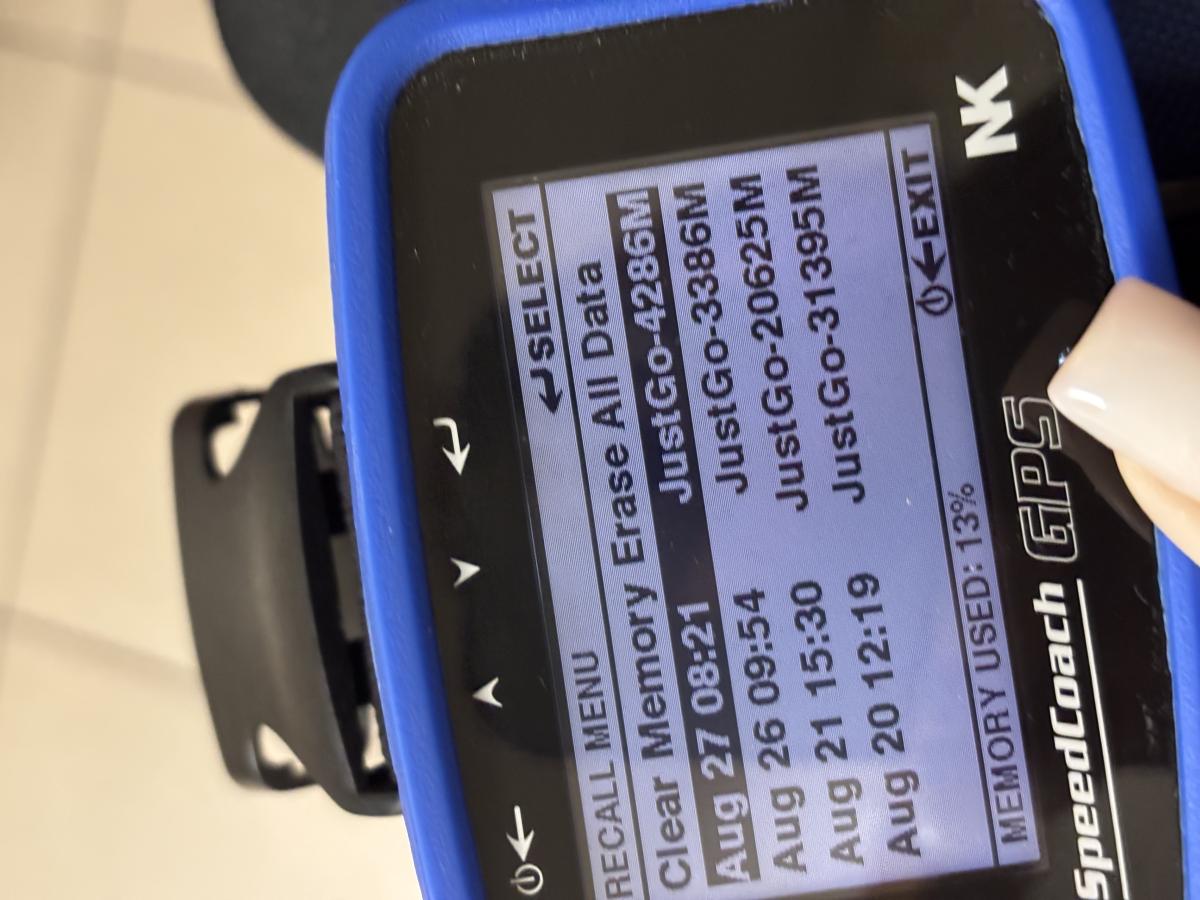 RECALL MENU ↵SELECT
Clear Memory Erase All Data
Aug 27 08:21 JustGo-4286M
Aug 26 09:54 JustGo-3386M
Aug 21 15:30 JustGo-20625M
Aug 20 12:19 JustGo-31395M
MEMORY USED: 13% ⏻←EXIT
SpeedCoach GPS NK